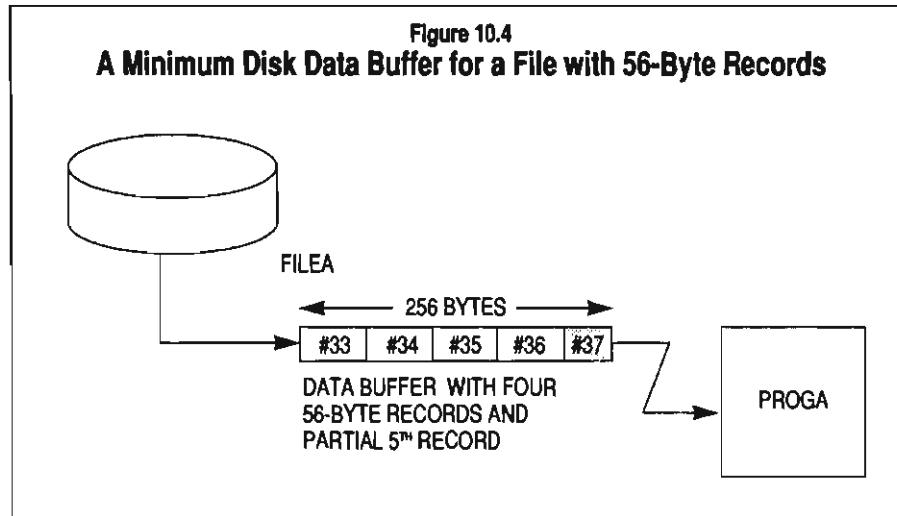 Figure 10.4
A Minimum Disk Data Buffer for a File with 56-Byte Records
FILEA
256 BYTES
#33 #34 #35 #36 #37
DATA BUFFER WITH FOUR
56-BYTE RECORDS AND
PARTIAL 5TH RECORD
PROGA